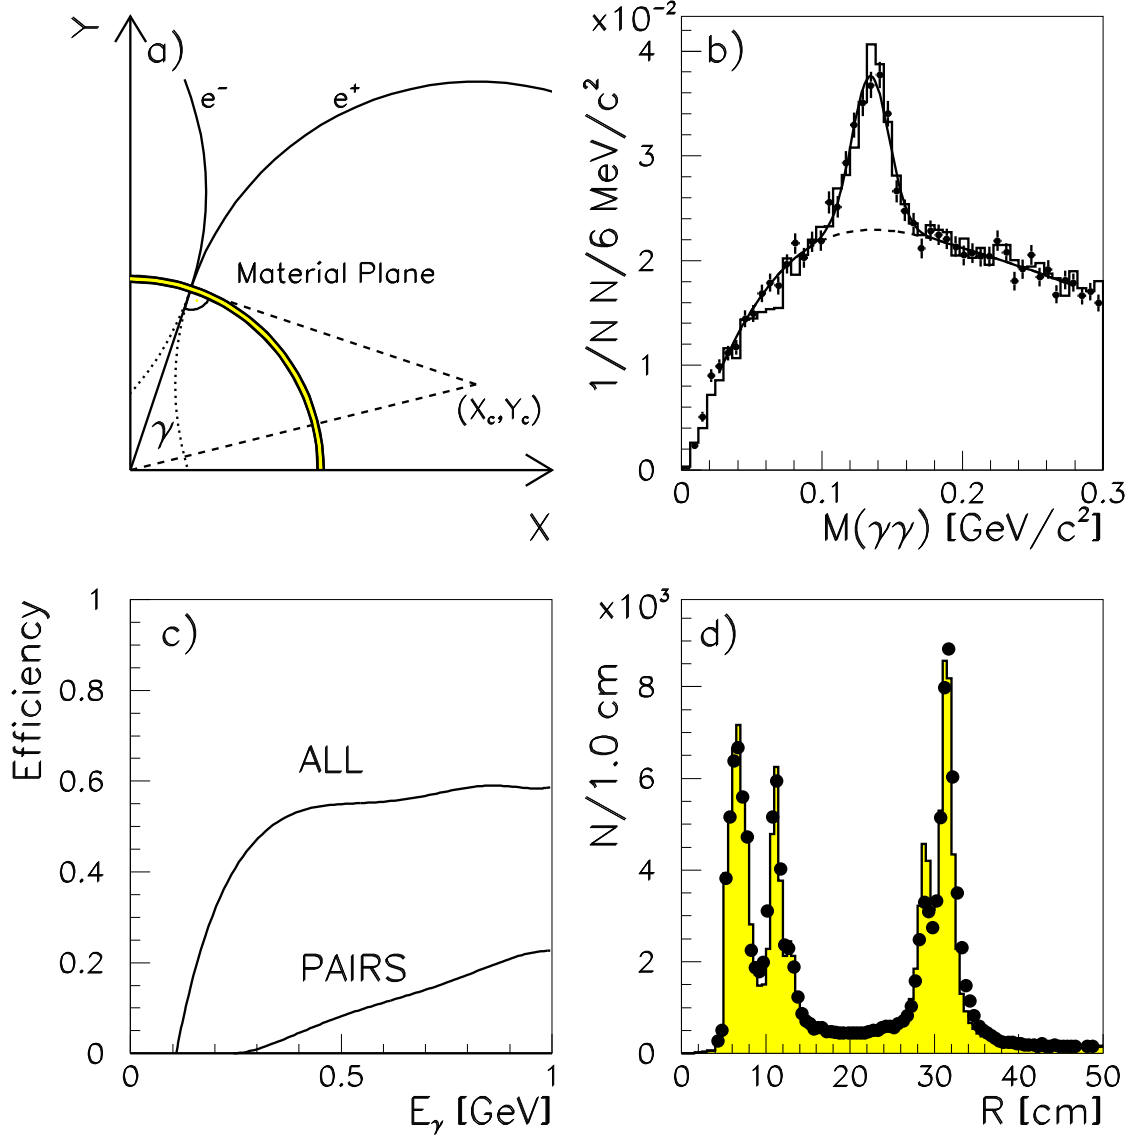 Y
a)
e⁻
e⁺
Material Plane
(X_c,Y_c)
γ
X
x10⁻²
b)
1/N N/6 MeV/c²
4
3
2
1
0
0 0.1 0.2 0.3
M(γγ) [GeV/c²]
c)
Efficiency
1
0.8
0.6
0.4
0.2
0
ALL
PAIRS
0 0.5 1
E_γ [GeV]
x10³
d)
N/1.0 cm
8
6
4
2
0
0 10 20 30 40 50
R [cm]